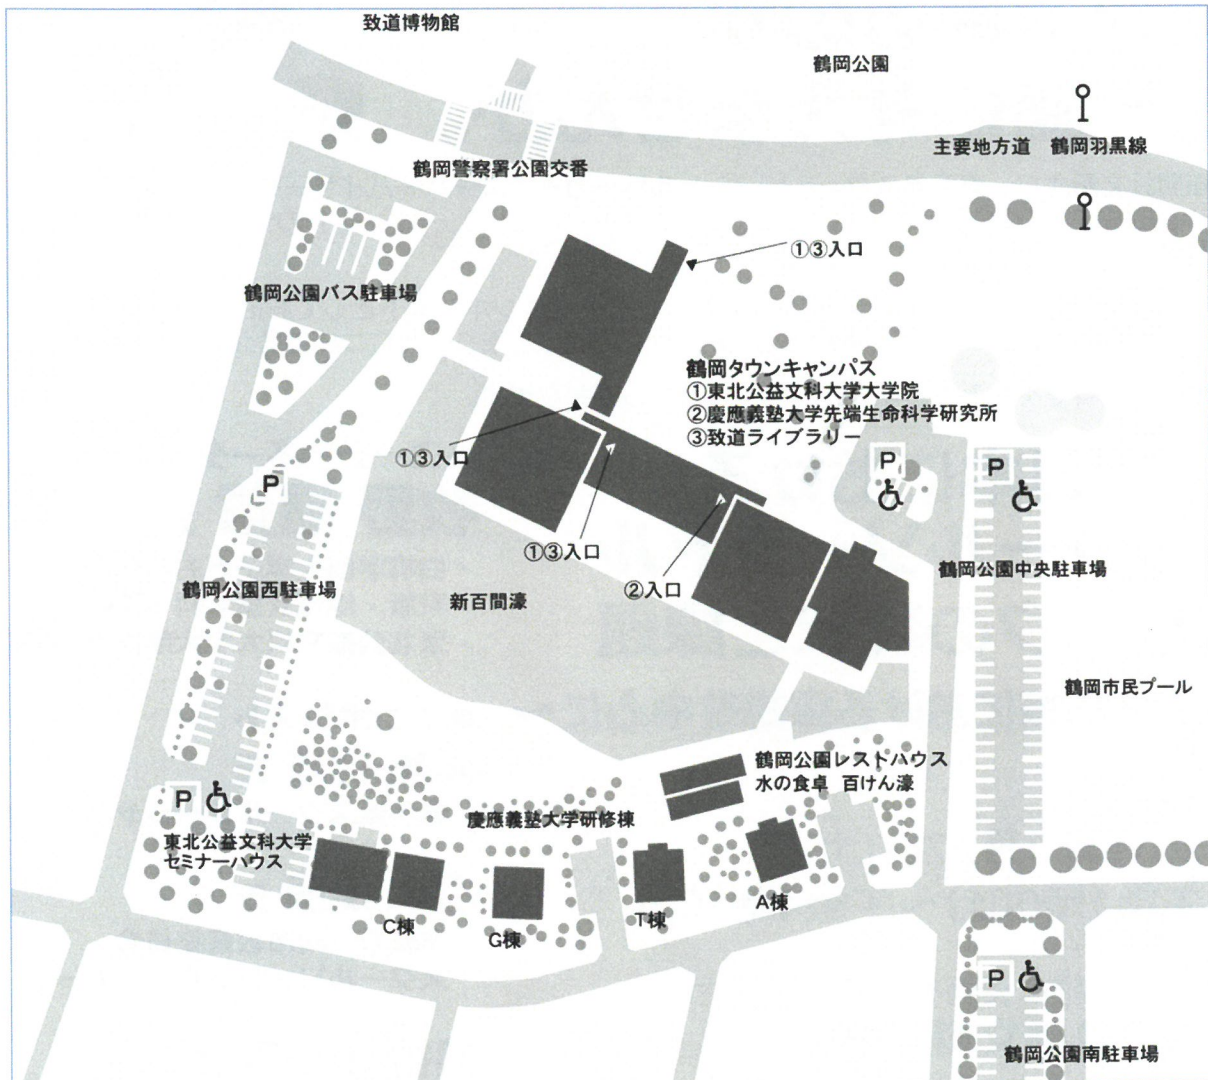 致道博物館
鶴岡公園
主要地方道　鶴岡羽黒線
鶴岡警察署公園交番
①③入口
鶴岡公園バス駐車場
鶴岡タウンキャンパス
①東北公益文科大学大学院
②慶應義塾大学先端生命科学研究所
③致道ライブラリー
①③入口
P
P
P
①③入口
鶴岡公園中央駐車場
鶴岡公園西駐車場
新百間濠
②入口
鶴岡市民プール
鶴岡公園レストハウス
水の食卓　百けん濠
P
慶應義塾大学研修棟
東北公益文科大学
セミナーハウス
C棟
G棟
T棟
A棟
P
鶴岡公園南駐車場